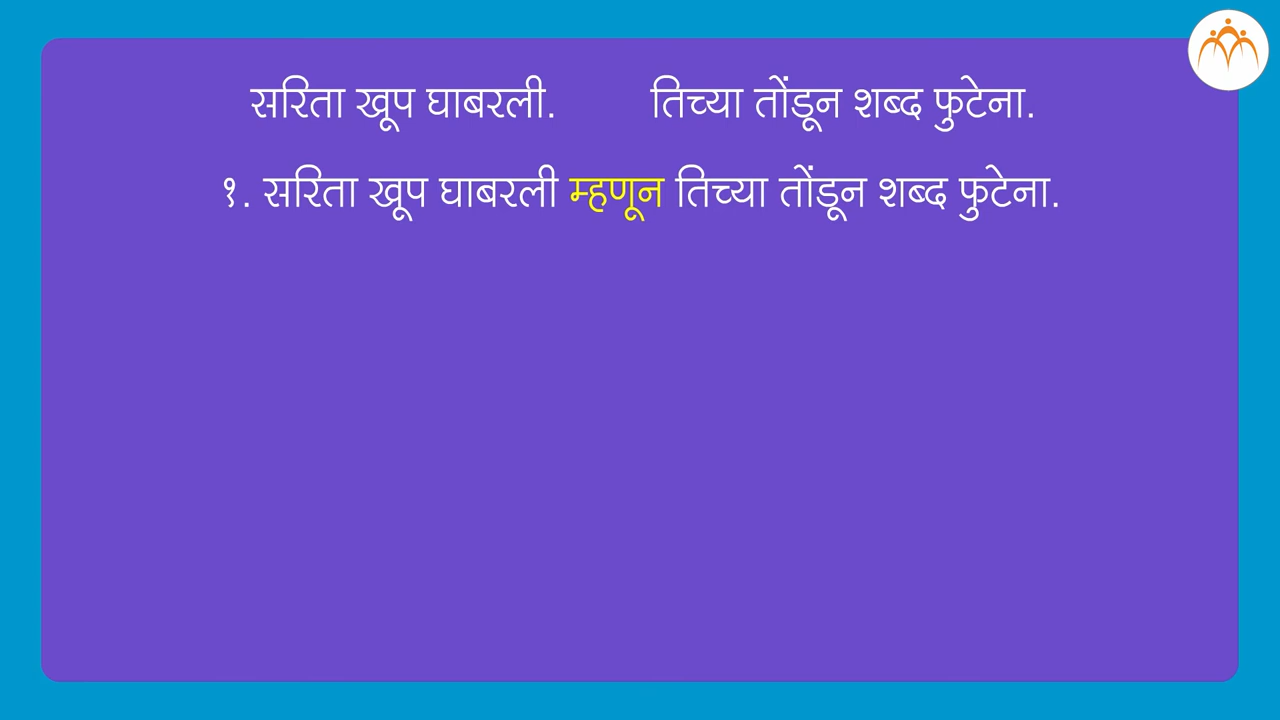 सरिता खूप घाबरली. तिच्या तोंडून शब्द फुटेना.
१. सरिता खूप घाबरली म्हणून तिच्या तोंडून शब्द फुटेना.